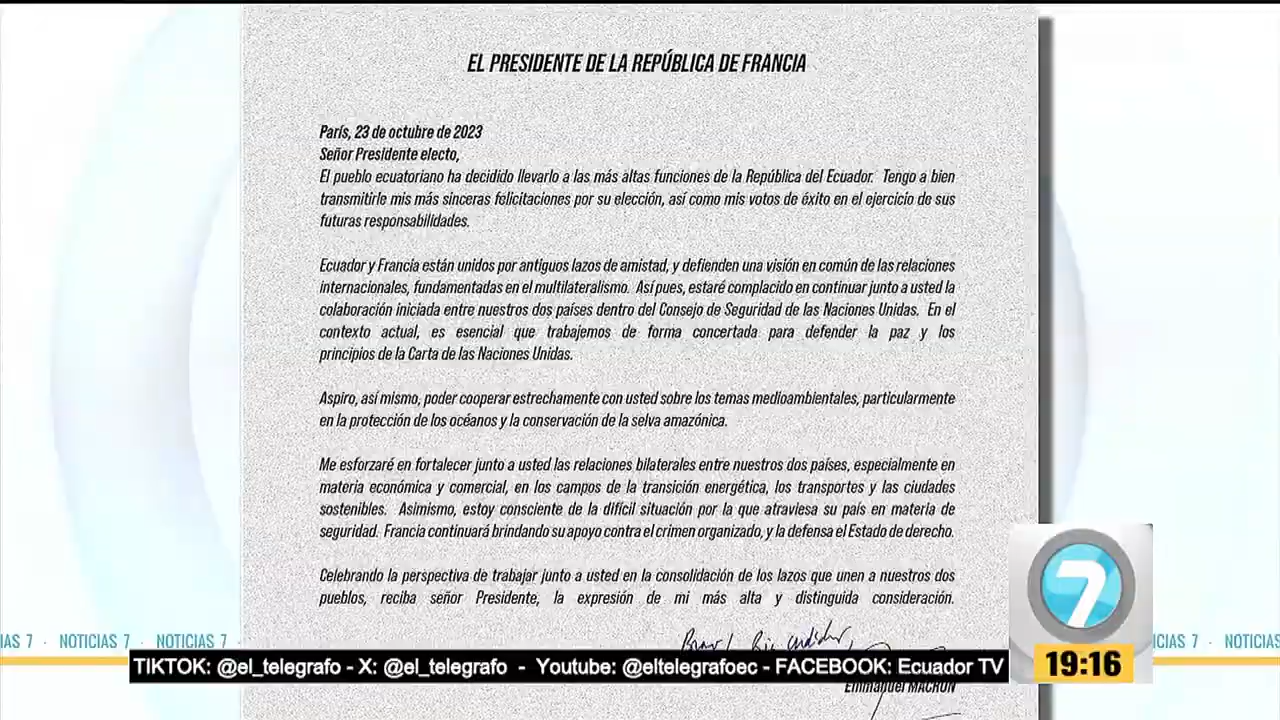 EL PRESIDENTE DE LA REPÚBLICA DE FRANCIA
París, 23 de octubre de 2023
Señor Presidente electo,
El pueblo ecuatoriano ha decidido llevarlo a las más altas funciones de la República del Ecuador. Tengo a bien
transmitirle mis más sinceras felicitaciones por su elección, así como mis votos de éxito en el ejercicio de sus
futuras responsabilidades.
Ecuador y Francia están unidos por antiguos lazos de amistad, y defienden una visión en común de las relaciones
internacionales, fundamentadas en el multilateralismo. Así pues, estaré complacido en continuar junto a usted la
colaboración iniciada entre nuestros dos países dentro del Consejo de Seguridad de las Naciones Unidas. En el
contexto actual, es esencial que trabajemos de forma concertada para defender la paz y los
principios de la Carta de las Naciones Unidas.
Aspiro, así mismo, poder cooperar estrechamente con usted sobre los temas medioambientales, particularmente
en la protección de los océanos y la conservación de la selva amazónica.
Me esforzaré en fortalecer junto a usted las relaciones bilaterales entre nuestros dos países, especialmente en
materia económica y comercial, en los campos de la transición energética, los transportes y las ciudades
sostenibles. Asimismo, estoy consciente de la difícil situación por la que atraviesa su país en materia de
seguridad. Francia continuará brindando su apoyo contra el crimen organizado, y la defensa el Estado de derecho.
Celebrando la perspectiva de trabajar junto a usted en la consolidación de los lazos que unen a nuestros dos
pueblos, reciba señor Presidente, la expresión de mi más alta y distinguida consideración.
Emmanuel MACRON
IAS 7 · NOTICIAS 7 · NOTICIAS 7 ·
ICIAS 7 · NOTICIAS
TIKTOK: @el_telegrafo - X: @el_telegrafo - Youtube: @eltelegrafoec - FACEBOOK: Ecuador TV
7
19:16